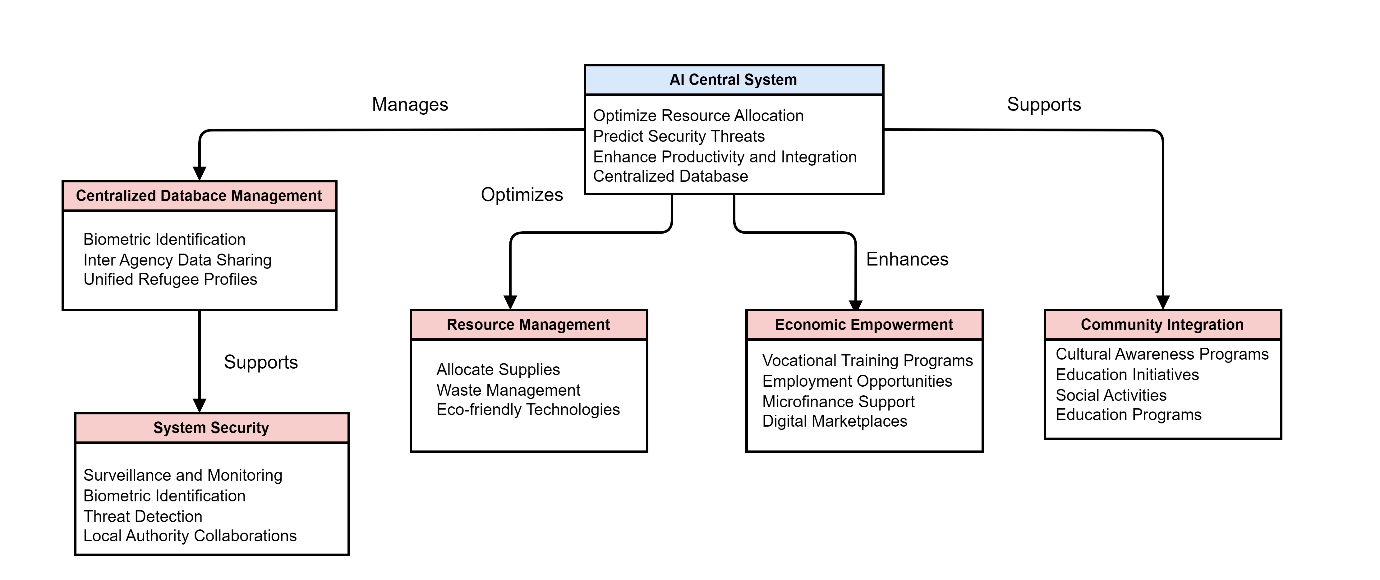 AI Central System
Optimize Resource Allocation
Predict Security Threats
Enhance Productivity and Integration
Centralized Database
Manages
Supports
Optimizes
Enhances
Centralized Databace Management
Biometric Identification
Inter Agency Data Sharing
Unified Refugee Profiles
Supports
System Security
Surveillance and Monitoring
Biometric Identification
Threat Detection
Local Authority Collaborations
Resource Management
Allocate Supplies
Waste Management
Eco-friendly Technologies
Economic Empowerment
Vocational Training Programs
Employment Opportunities
Microfinance Support
Digital Marketplaces
Community Integration
Cultural Awareness Programs
Education Initiatives
Social Activities
Education Programs